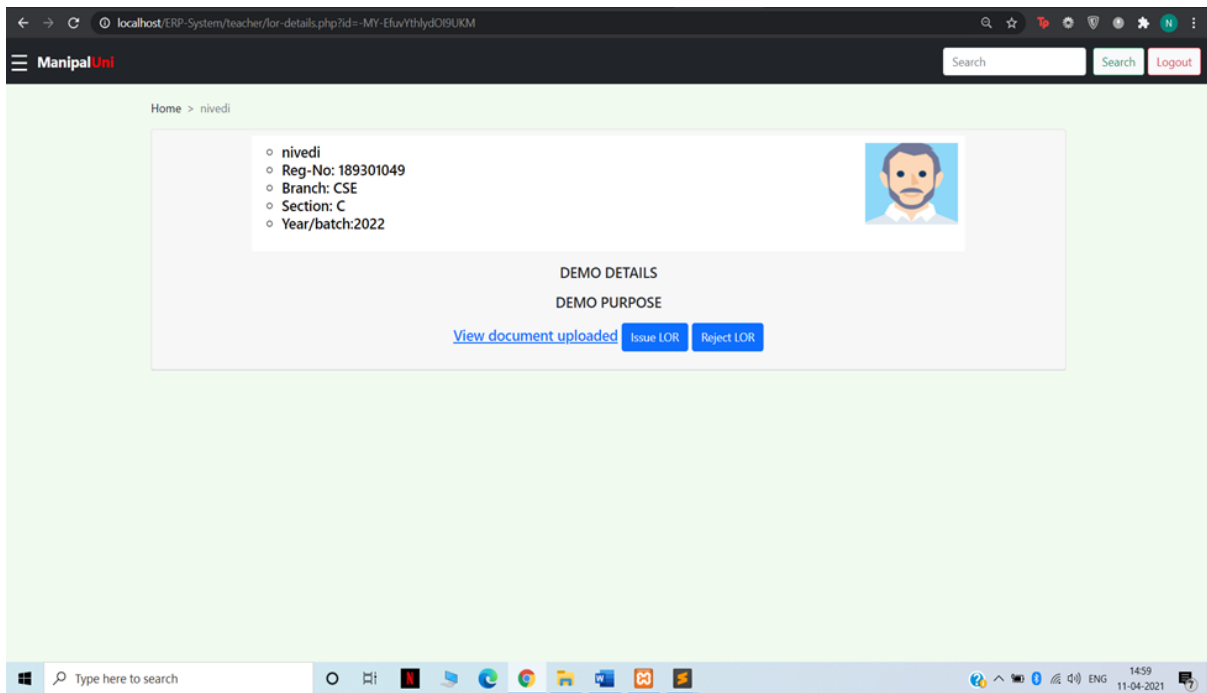 localhost/ERP-System/teacher/lor-details.php?id=-MY-EfuvYthlydOI9UKM
Tp
N
ManipalUni
Search
Search
Logout
Home > nivedi
nivedi
Reg-No: 189301049
Branch: CSE
Section: C
Year/batch:2022
DEMO DETAILS
DEMO PURPOSE
View document uploaded
Issue LOR
Reject LOR
Type here to search
N
ENG
14:59
11-04-2021
7